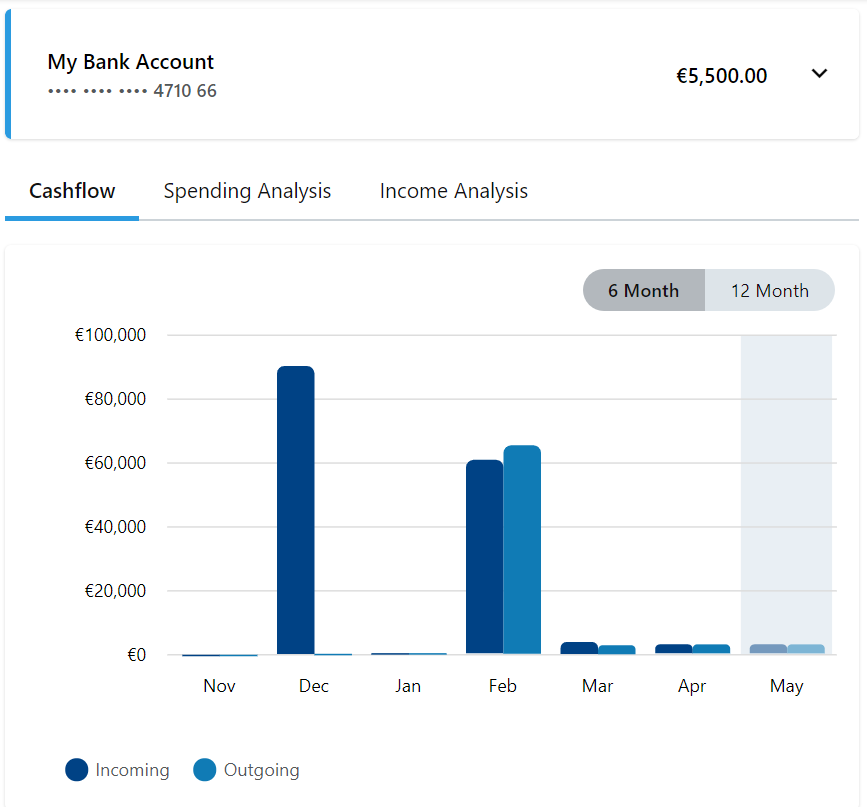 My Bank Account
•••• •••• •••• 4710 66
€5,500.00
Cashflow Spending Analysis Income Analysis
6 Month 12 Month
€100,000
€80,000
€60,000
€40,000
€20,000
€0
Nov Dec Jan Feb Mar Apr May
Incoming Outgoing